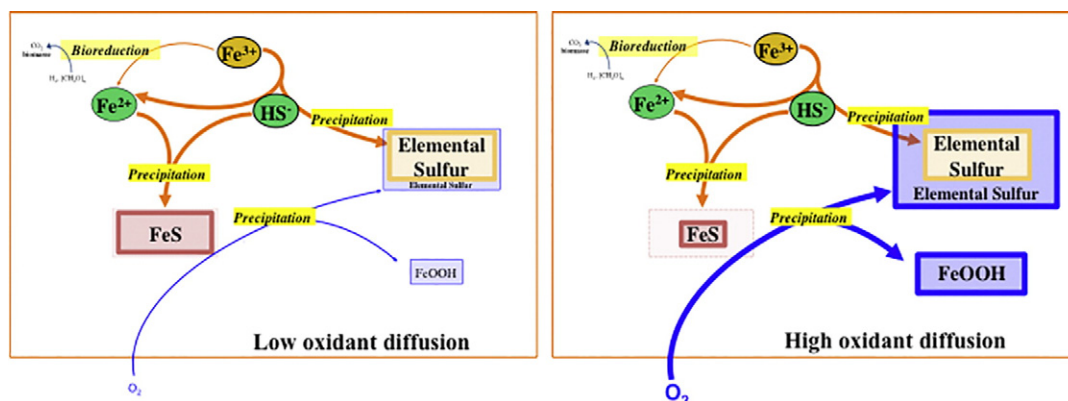 CO2
biomass
Bioreduction
H2, [CH2O]n
Fe3+
Fe2+
HS-
Precipitation
Elemental
Sulfur
Elemental Sulfur
Precipitation
FeS
Precipitation
FeOOH
Low oxidant diffusion
O2
CO2
biomass
Bioreduction
H2, [CH2O]n
Fe3+
Fe2+
HS-
Precipitation
Elemental
Sulfur
Elemental Sulfur
Precipitation
FeS
Precipitation
FeOOH
High oxidant diffusion
O2